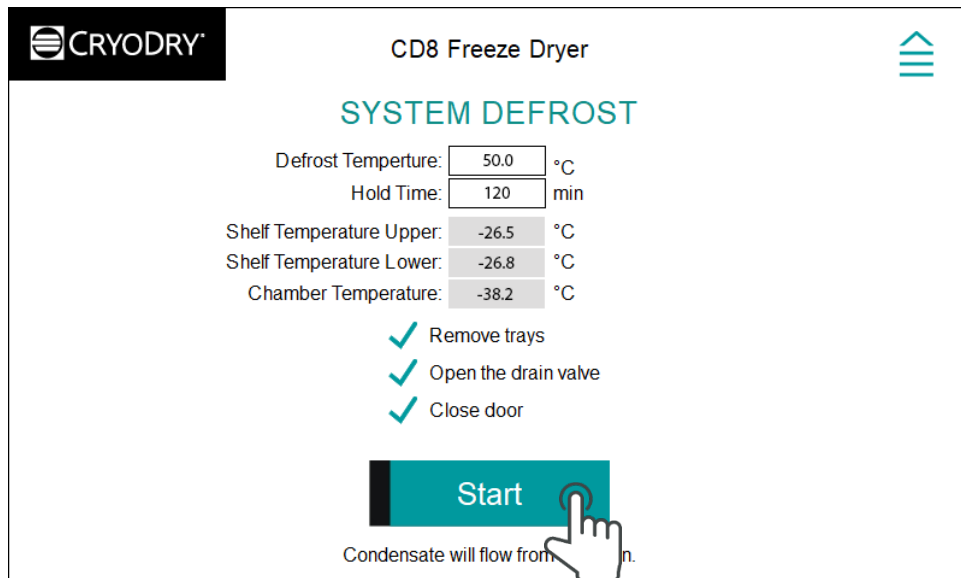 CRYODRY
CD8 Freeze Dryer
SYSTEM DEFROST
Defrost Temperture: 50.0 °C
Hold Time: 120 min
Shelf Temperature Upper: -26.5 °C
Shelf Temperature Lower: -26.8 °C
Chamber Temperature: -38.2 °C
Remove trays
Open the drain valve
Close door
Start
Condensate will flow